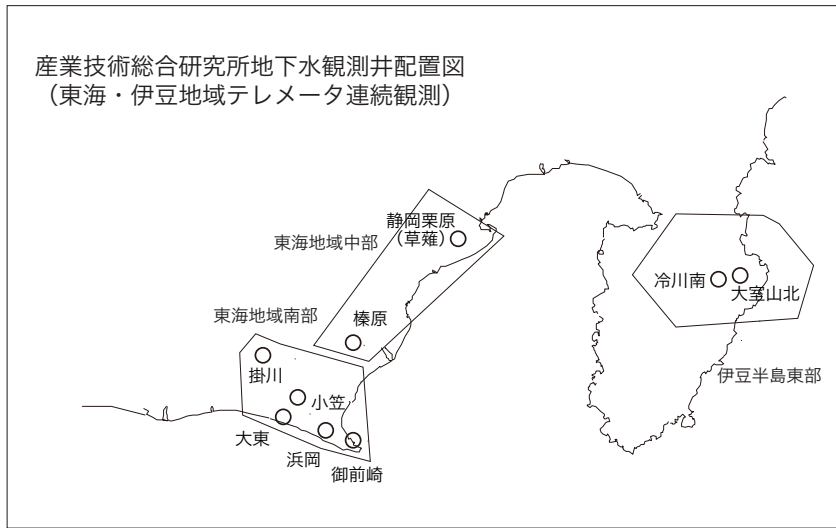 産業技術総合研究所地下水観測井配置図
（東海・伊豆地域テレメータ連続観測）
静岡栗原
（草薙）
東海地域中部
冷川南
大室山北
東海地域南部
榛原
掛川
伊豆半島東部
小笠
大東
浜岡
御前崎